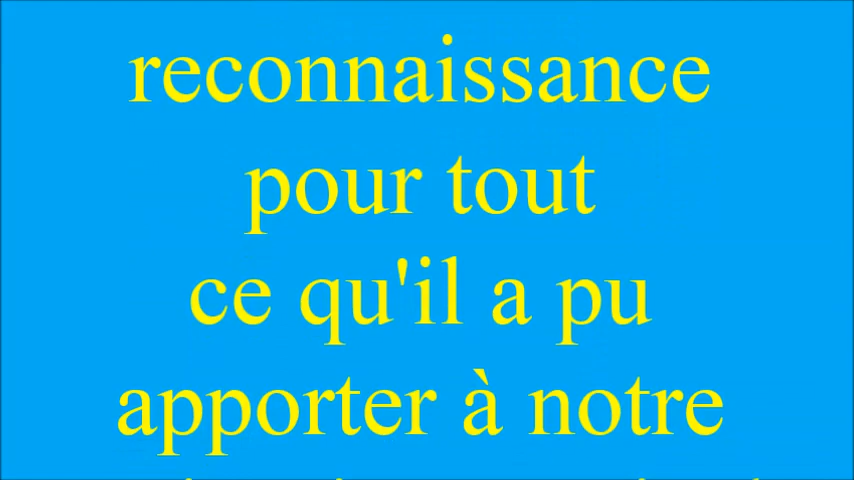 reconnaissance
pour tout
ce qu'il a pu
apporter à notre